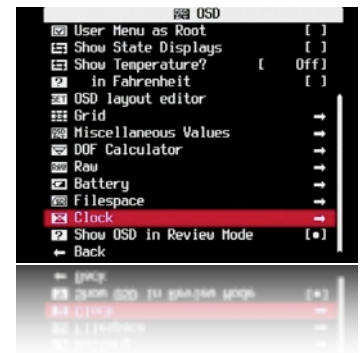 OSD
User Menu as Root [ ]
Show State Displays [ ]
Show Temperature? [ Off]
in Fahrenheit [ ]
OSD layout editor
Grid →
Miscellaneous Values →
DOF Calculator →
Raw →
Battery →
Filespace →
Clock →
Show OSD in Review Mode [•]
← Back